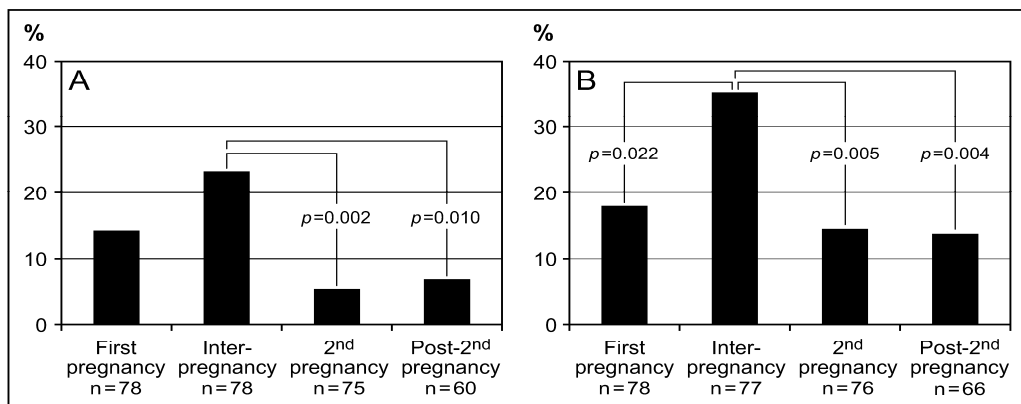 %
40
30
20
10
0
A
p=0.002
p=0.010
First pregnancy n=78
Inter-pregnancy n=78
2nd pregnancy n=75
Post-2nd pregnancy n=60
%
40
30
20
10
0
B
p=0.022
p=0.005
p=0.004
First pregnancy n=78
Inter-pregnancy n=77
2nd pregnancy n=76
Post-2nd pregnancy n=66